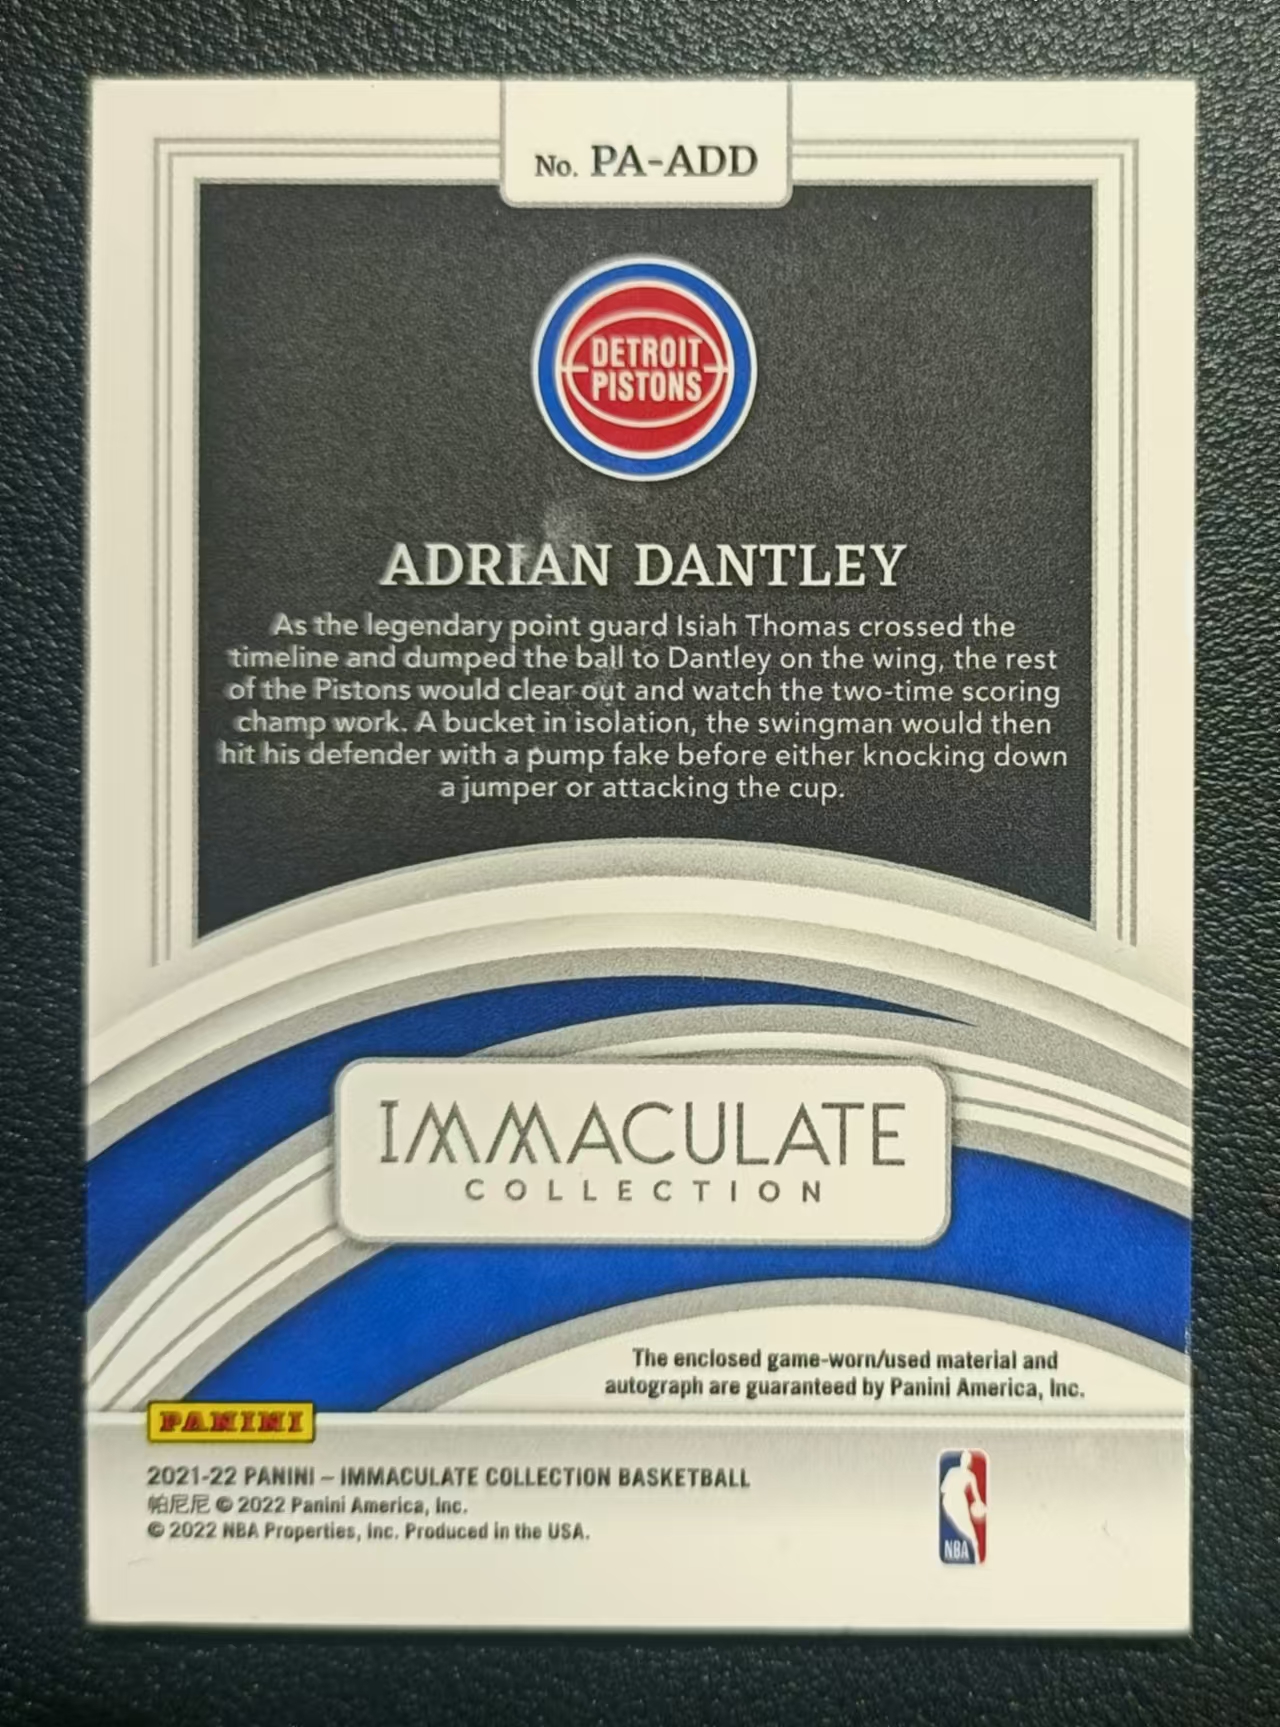 No. PA-ADD
DETROIT
PISTONS
ADRIAN DANTLEY
As the legendary point guard Isiah Thomas crossed the
timeline and dumped the ball to Dantley on the wing, the rest
of the Pistons would clear out and watch the two-time scoring
champ work. A bucket in isolation, the swingman would then
hit his defender with a pump fake before either knocking down
a jumper or attacking the cup.
IMMACULATE
COLLECTION
The enclosed game-worn/used material and
autograph are guaranteed by Panini America, Inc.
PANINI
2021-22 PANINI – IMMACULATE COLLECTION BASKETBALL
帕尼尼 © 2022 Panini America, Inc.
© 2022 NBA Properties, Inc. Produced in the USA.
NBA